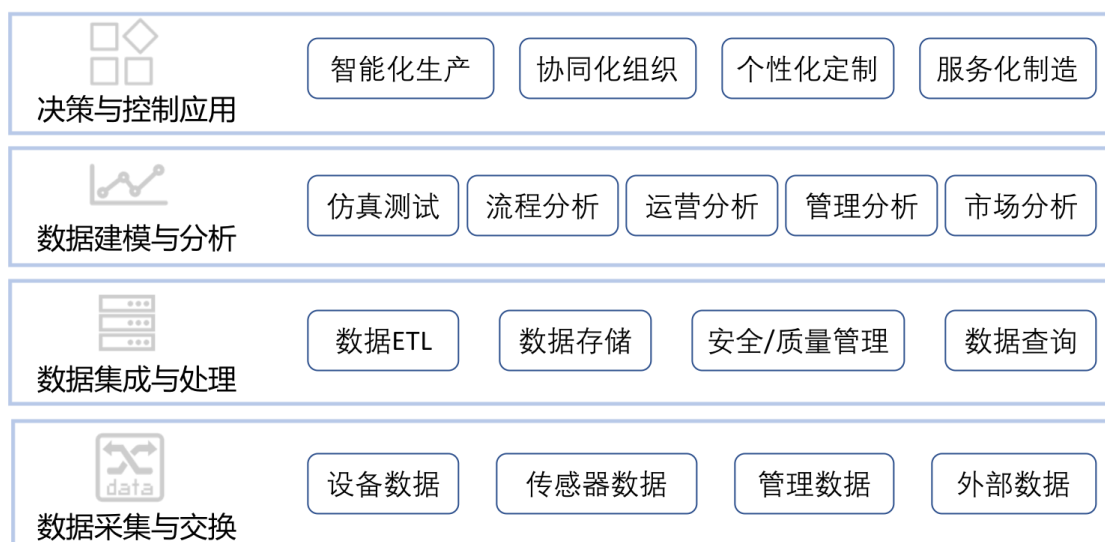 智能化生产 协同化组织 个性化定制 服务化制造
决策与控制应用
仿真测试 流程分析 运营分析 管理分析 市场分析
数据建模与分析
数据ETL 数据存储 安全/质量管理 数据查询
数据集成与处理
设备数据 传感器数据 管理数据 外部数据
data
数据采集与交换